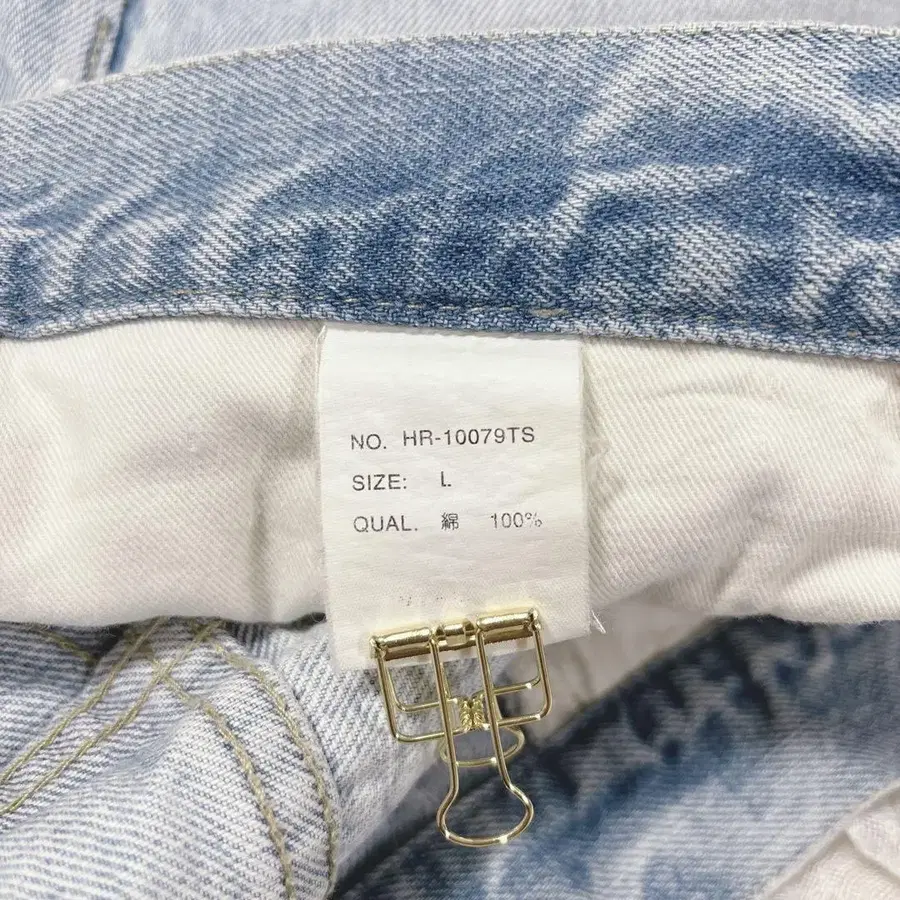 NO. HR-10079TS
SIZE: L
QUAL. 綿 100%